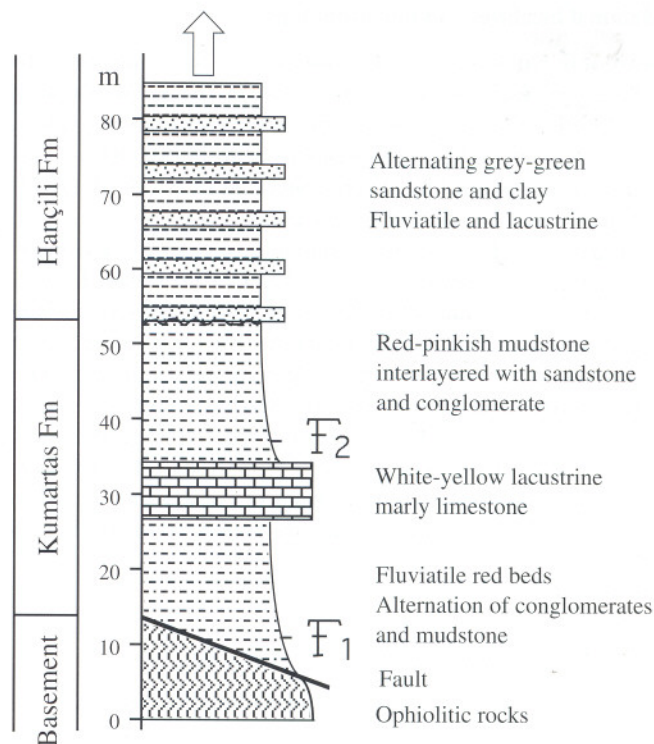 m
80
70
60
50
40
30
20
10
0
Hançili Fm
Kumartas Fm
Basement
Alternating grey-green
sandstone and clay
Fluviatile and lacustrine
Red-pinkish mudstone
interlayered with sandstone
and conglomerate
2
White-yellow lacustrine
marly limestone
Fluviatile red beds
Alternation of conglomerates
and mudstone
1
Fault
Ophiolitic rocks